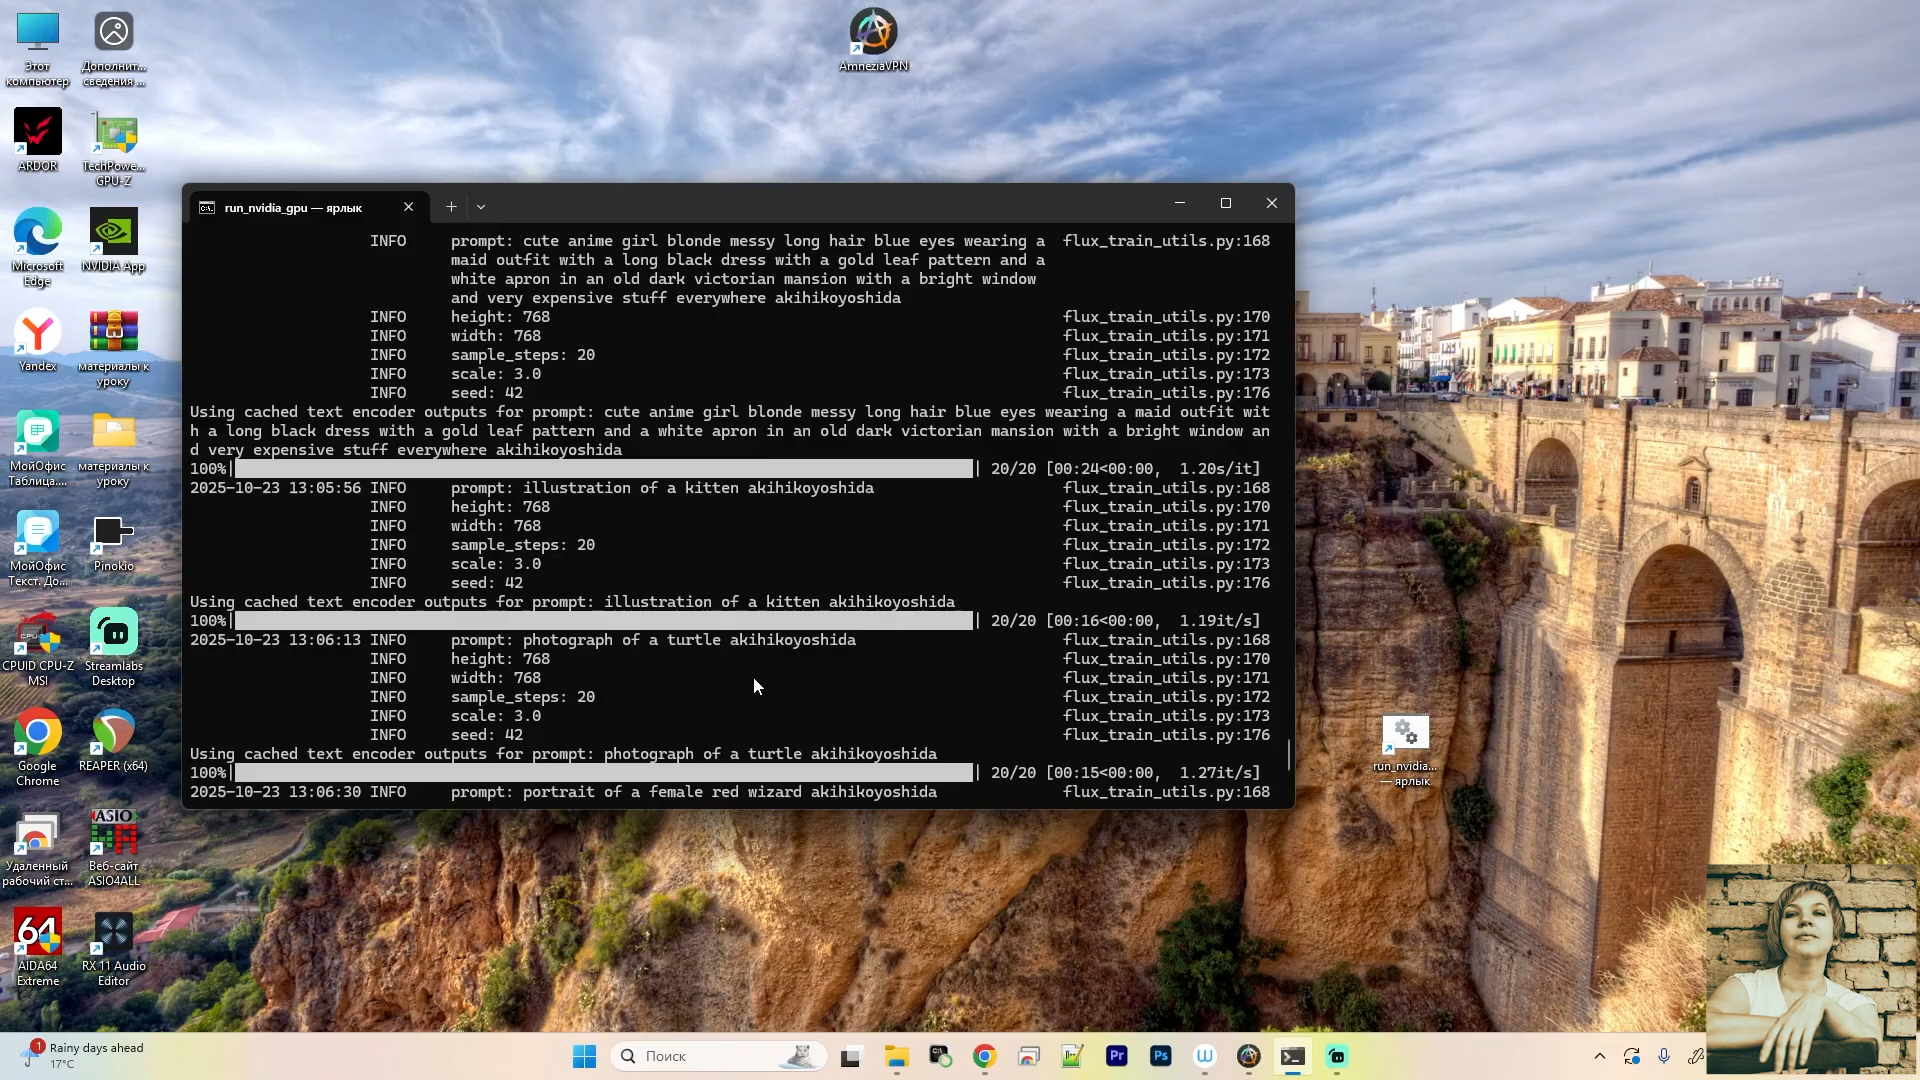 Этот
компьютер
Дополнит...
сведения ...
AmneziaVPN
ARDOR
TechPowe...
GPU-Z
Microsoft
Edge
NVIDIA App
Yandex
материалы к
уроку
МойОфис
Таблица....
материалы к
уроку
МойОфис
Текст. До...
Pinokio
CPUID CPU-Z
MSI
Streamlabs
Desktop
Google
Chrome
REAPER (x64)
Удаленный
рабочий ст...
ASIO
Веб-сайт
ASIO4ALL
64
AIDA64
Extreme
RX 11 Audio
Editor
run_nvidia_gpu — ярлык
INFO prompt: cute anime girl blonde messy long hair blue eyes wearing a flux_train_utils.py:168
maid outfit with a long black dress with a gold leaf pattern and a
white apron in an old dark victorian mansion with a bright window
and very expensive stuff everywhere akihikoyoshida
INFO height: 768 flux_train_utils.py:170
INFO width: 768 flux_train_utils.py:171
INFO sample_steps: 20 flux_train_utils.py:172
INFO scale: 3.0 flux_train_utils.py:173
INFO seed: 42 flux_train_utils.py:176
Using cached text encoder outputs for prompt: cute anime girl blonde messy long hair blue eyes wearing a maid outfit wit
h a long black dress with a gold leaf pattern and a white apron in an old dark victorian mansion with a bright window an
d very expensive stuff everywhere akihikoyoshida
100%| | 20/20 [00:24<00:00, 1.20s/it]
2025-10-23 13:05:56 INFO prompt: illustration of a kitten akihikoyoshida flux_train_utils.py:168
INFO height: 768 flux_train_utils.py:170
INFO width: 768 flux_train_utils.py:171
INFO sample_steps: 20 flux_train_utils.py:172
INFO scale: 3.0 flux_train_utils.py:173
INFO seed: 42 flux_train_utils.py:176
Using cached text encoder outputs for prompt: illustration of a kitten akihikoyoshida
100%| | 20/20 [00:16<00:00, 1.19it/s]
2025-10-23 13:06:13 INFO prompt: photograph of a turtle akihikoyoshida flux_train_utils.py:168
INFO height: 768 flux_train_utils.py:170
INFO width: 768 flux_train_utils.py:171
INFO sample_steps: 20 flux_train_utils.py:172
INFO scale: 3.0 flux_train_utils.py:173
INFO seed: 42 flux_train_utils.py:176
Using cached text encoder outputs for prompt: photograph of a turtle akihikoyoshida
100%| | 20/20 [00:15<00:00, 1.27it/s]
2025-10-23 13:06:30 INFO prompt: portrait of a female red wizard akihikoyoshida flux_train_utils.py:168
run_nvidia...
— ярлык
1
Rainy days ahead
17°C
Поиск
Pr
Ps